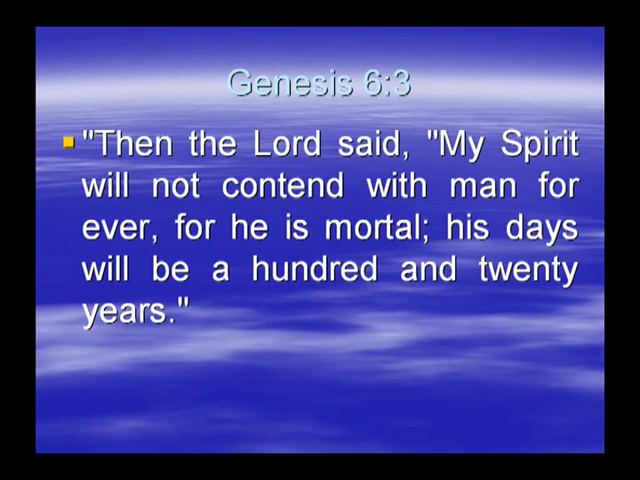 Genesis 6:3
"Then the Lord said, "My Spirit
will not contend with man for
ever, for he is mortal; his days
will be a hundred and twenty
years."